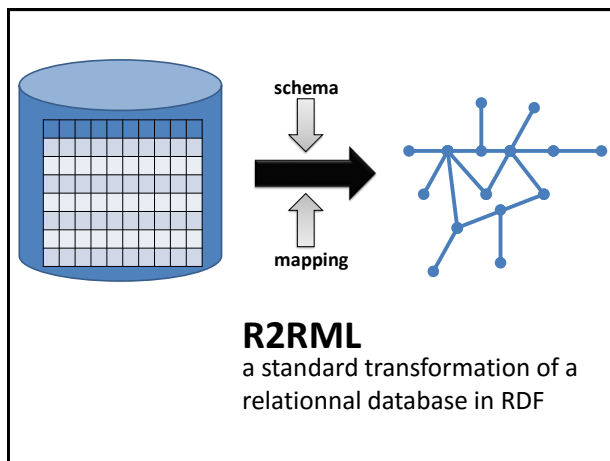 schema
mapping
R2RML
a standard transformation of a
relationnal database in RDF